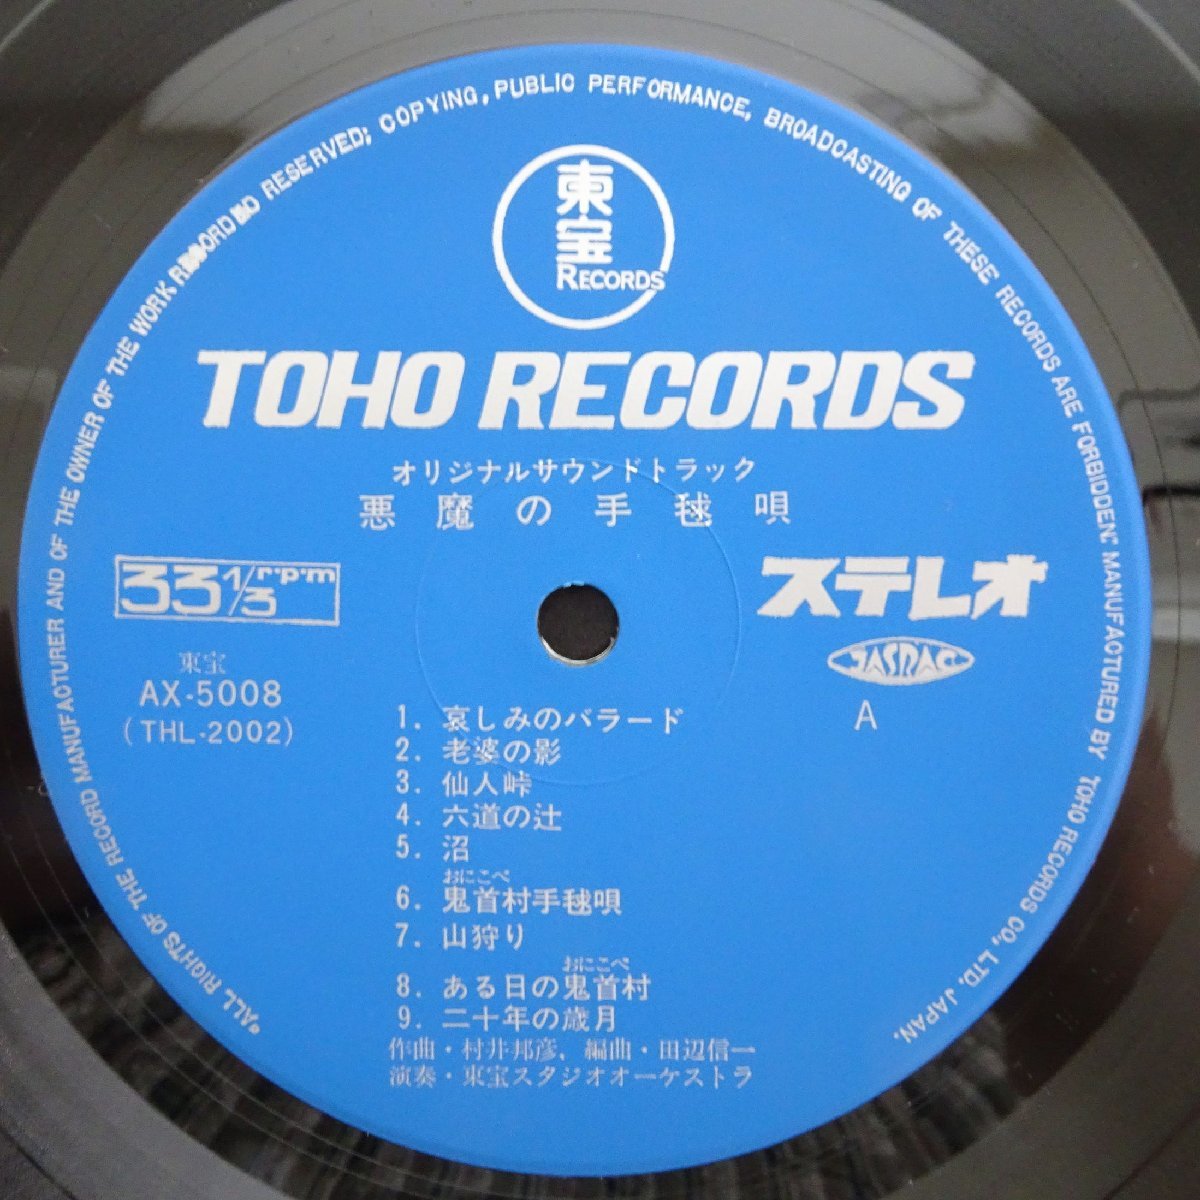 *ALL RIGHTS OF THE RECORD MANUFACTURER AND OF THE OWNER OF THE WORK RECORDED RESERVED; COPYING, PUBLIC PERFORMANCE, BROADCASTING OF THESE RECORDS ARE FORBIDDEN: MANUFACTURED BY TOHO RECORDS CO., LTD. JAPAN.
東宝
RECORDS
TOHO RECORDS
オリジナルサウンドトラック
悪魔の手毬唄
33 1/3 r.p.m
ステレオ
JASRAC
東宝
AX-5008
(THL-2002)
A
1. 哀しみのバラード
2. 老婆の影
3. 仙人峠
4. 六道の辻
5. 沼
おにこべ
6. 鬼首村手毬唄
7. 山狩り
おにこべ
8. ある日の鬼首村
9. 二十年の歳月
作曲・村井邦彦, 編曲・田辺信一
演奏・東宝スタジオオーケストラ